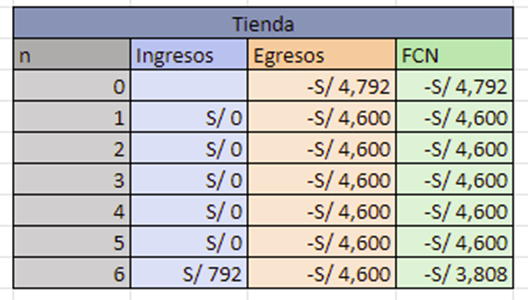 Tienda
n Ingresos Egresos FCN
0 -S/ 4,792 -S/ 4,792
1 S/ 0 -S/ 4,600 -S/ 4,600
2 S/ 0 -S/ 4,600 -S/ 4,600
3 S/ 0 -S/ 4,600 -S/ 4,600
4 S/ 0 -S/ 4,600 -S/ 4,600
5 S/ 0 -S/ 4,600 -S/ 4,600
6 S/ 792 -S/ 4,600 -S/ 3,808